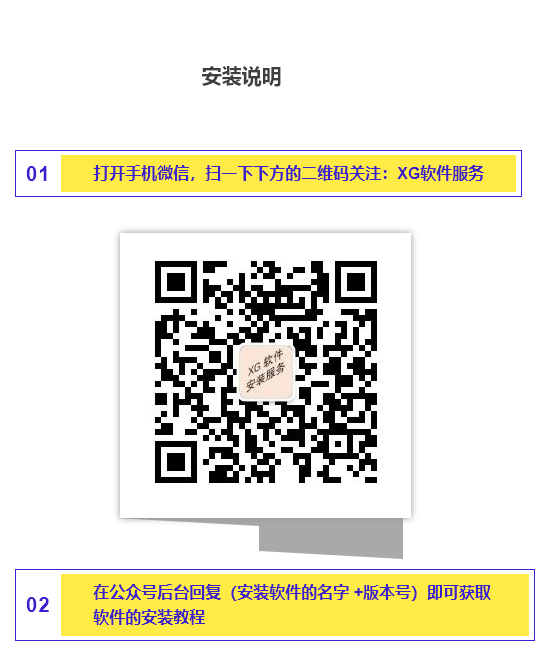 安装说明
01
打开手机微信，扫一下下方的二维码关注：XG软件服务
XG 软件
安装服务
02
在公众号后台回复（安装软件的名字 +版本号）即可获取
软件的安装教程